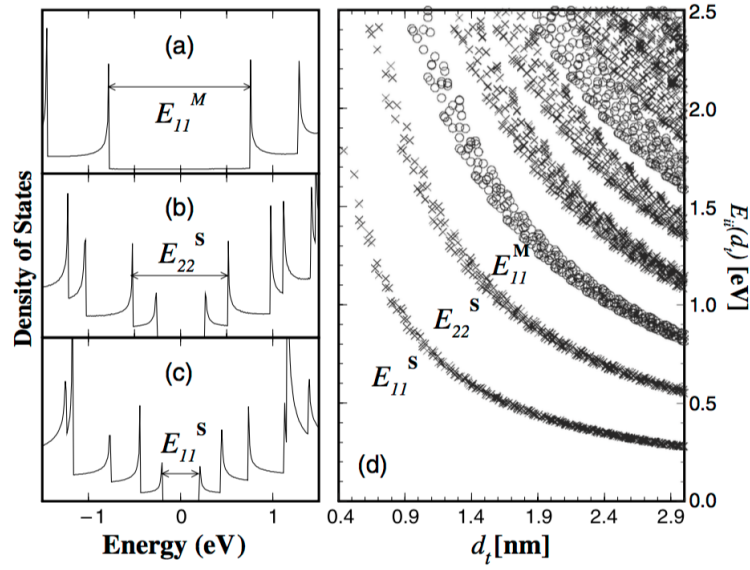 (a)
E₁₁ᴹ
(b)
E₂₂ˢ
(c)
E₁₁ˢ
Density of States
−1 0 1
Energy (eV)
2.5
2.0
1.5
1.0
0.5
0.0
E₁₁ᴹ
E₂₂ˢ
E₁₁ˢ
(d)
0.4 0.9 1.4 1.9 2.4 2.9
dₜ[nm]
Eᵢᵢ(dₜ) [eV]